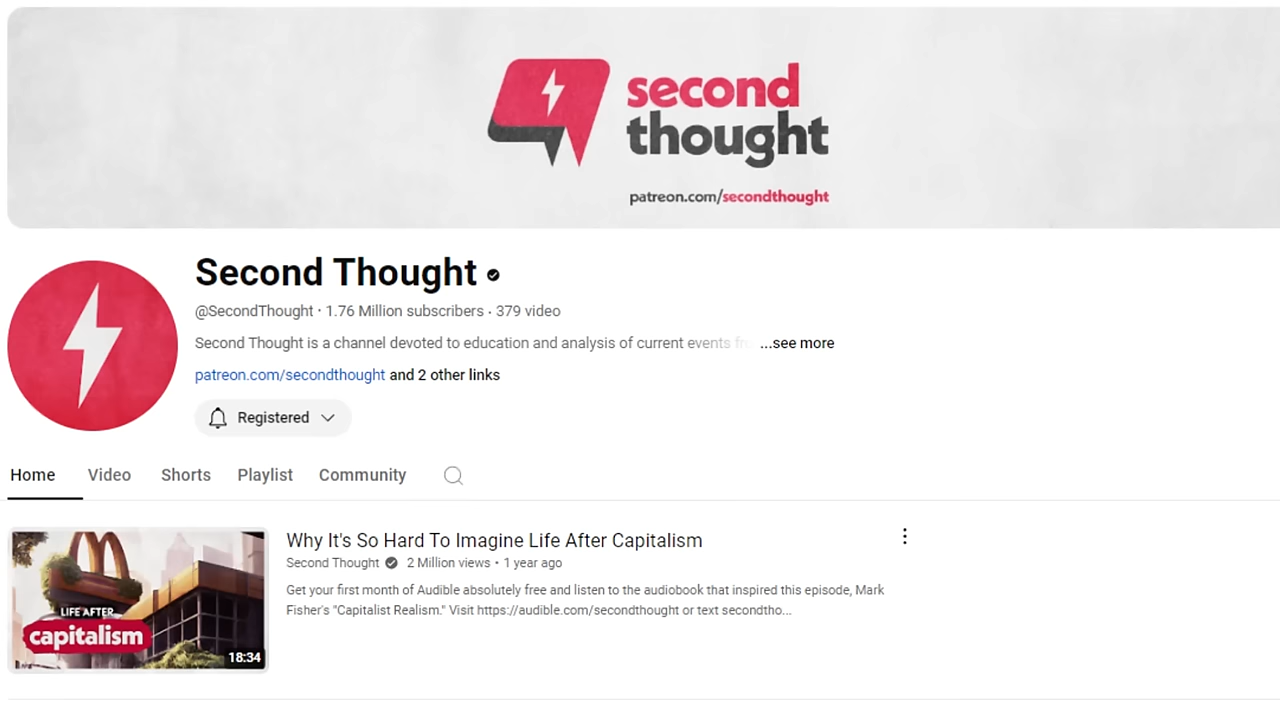 second
thought
patreon.com/secondthought
Second Thought
@SecondThought · 1.76 Million subscribers · 379 video
Second Thought is a channel devoted to education and analysis of current events ...see more
patreon.com/secondthought and 2 other links
Registered
Home Video Shorts Playlist Community
LIFE AFTER
capitalism
18:34
Why It's So Hard To Imagine Life After Capitalism
Second Thought 2 Million views • 1 year ago
Get your first month of Audible absolutely free and listen to the audiobook that inspired this episode, Mark
Fisher's "Capitalist Realism." Visit https://audible.com/secondthought or text secondtho...